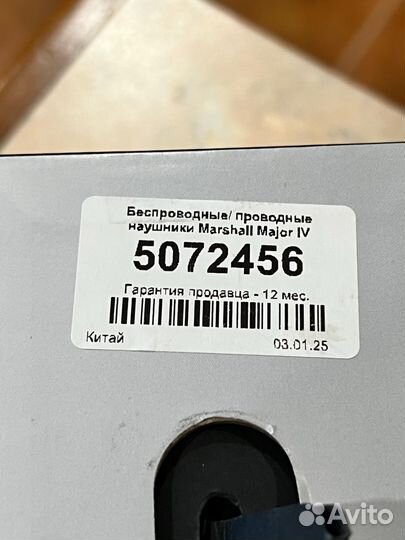 Беспроводные/ проводные
наушники Marshall Major IV
5072456
Гарантия продавца - 12 мес.
Китай 03.01.25
Avito